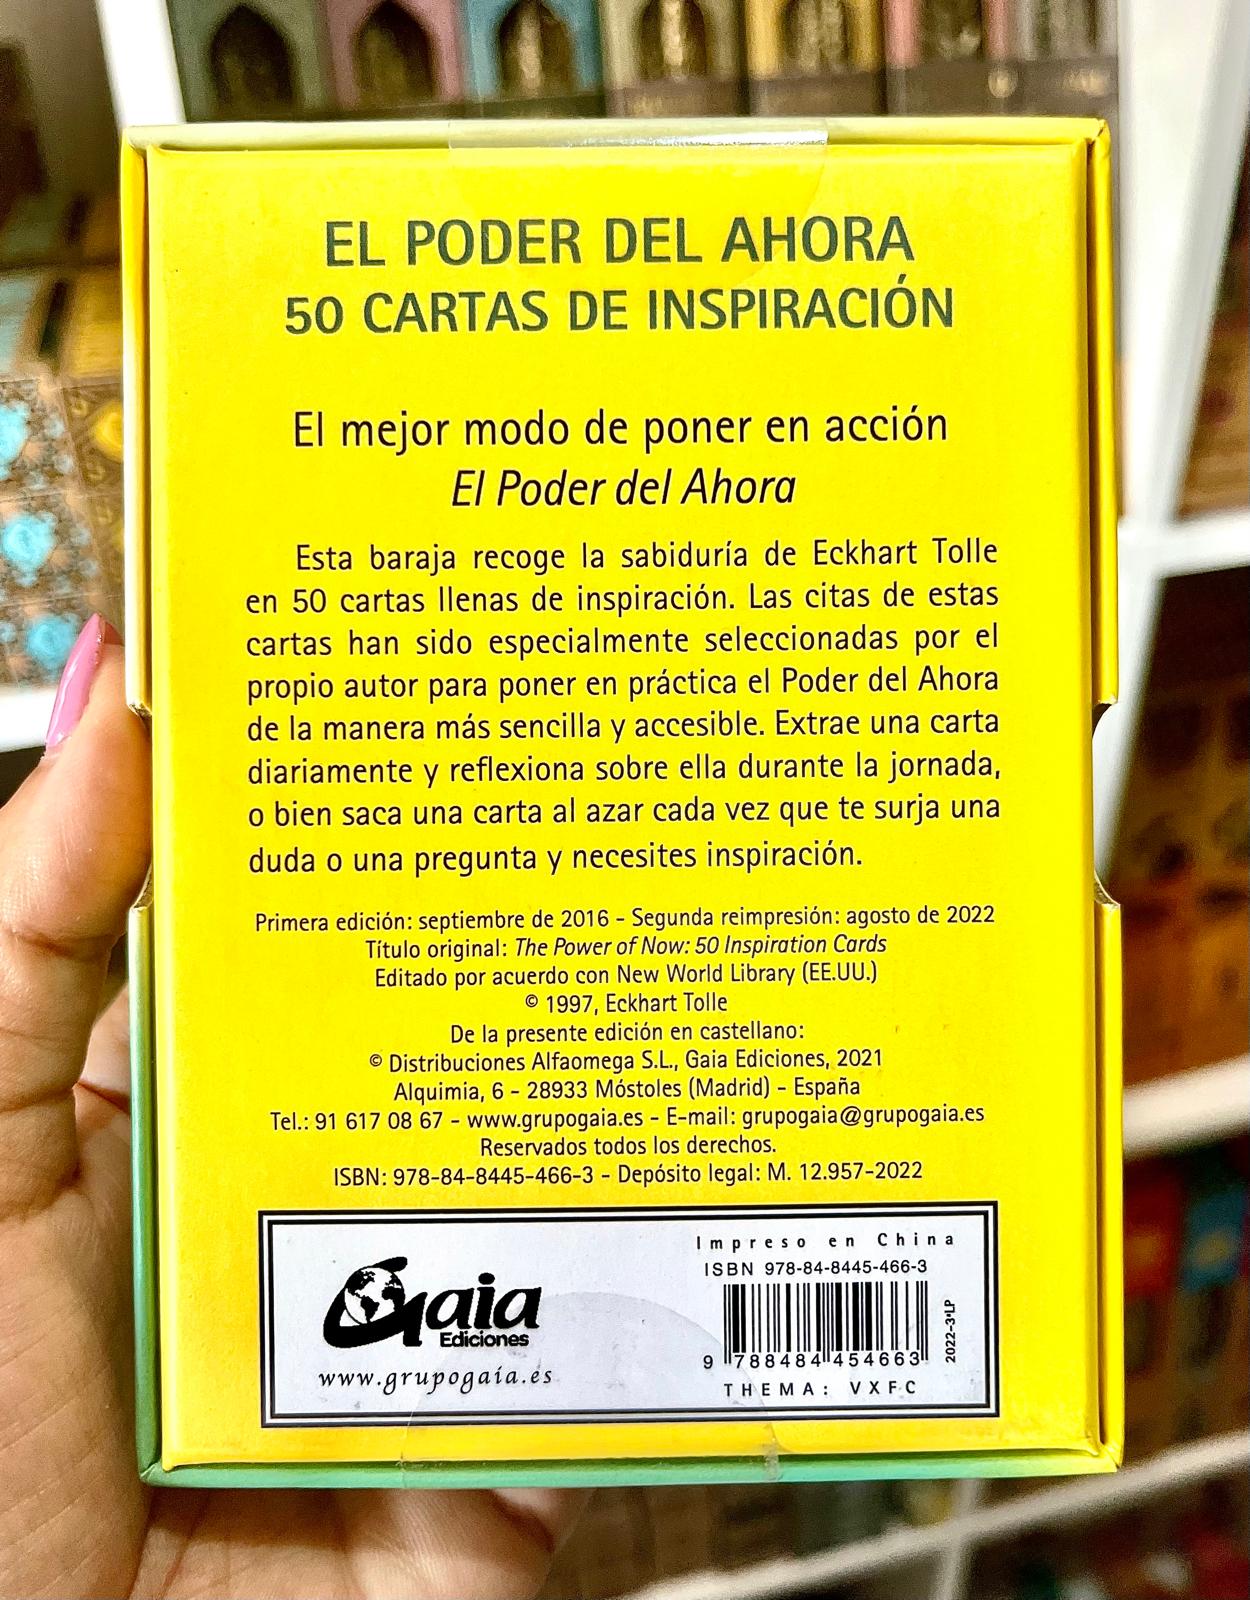 EL PODER DEL AHORA
50 CARTAS DE INSPIRACIÓN
El mejor modo de poner en acción
El Poder del Ahora
Esta baraja recoge la sabiduría de Eckhart Tolle
en 50 cartas llenas de inspiración. Las citas de estas
cartas han sido especialmente seleccionadas por el
propio autor para poner en práctica el Poder del Ahora
de la manera más sencilla y accesible. Extrae una carta
diariamente y reflexiona sobre ella durante la jornada,
o bien saca una carta al azar cada vez que te surja una
duda o una pregunta y necesites inspiración.
Primera edición: septiembre de 2016 - Segunda reimpresión: agosto de 2022
Título original: The Power of Now: 50 Inspiration Cards
Editado por acuerdo con New World Library (EE.UU.)
© 1997, Eckhart Tolle
De la presente edición en castellano:
© Distribuciones Alfaomega S.L., Gaia Ediciones, 2021
Alquimia, 6 - 28933 Móstoles (Madrid) - España
Tel.: 91 617 08 67 - www.grupogaia.es - E-mail: grupogaia@grupogaia.es
Reservados todos los derechos.
ISBN: 978-84-8445-466-3 - Depósito legal: M. 12.957-2022
Gaia
Ediciones
www.grupogaia.es
Impreso en China
ISBN 978-84-8445-466-3
9 788484 454663
2022-3ªLP
THEMA: VXFC